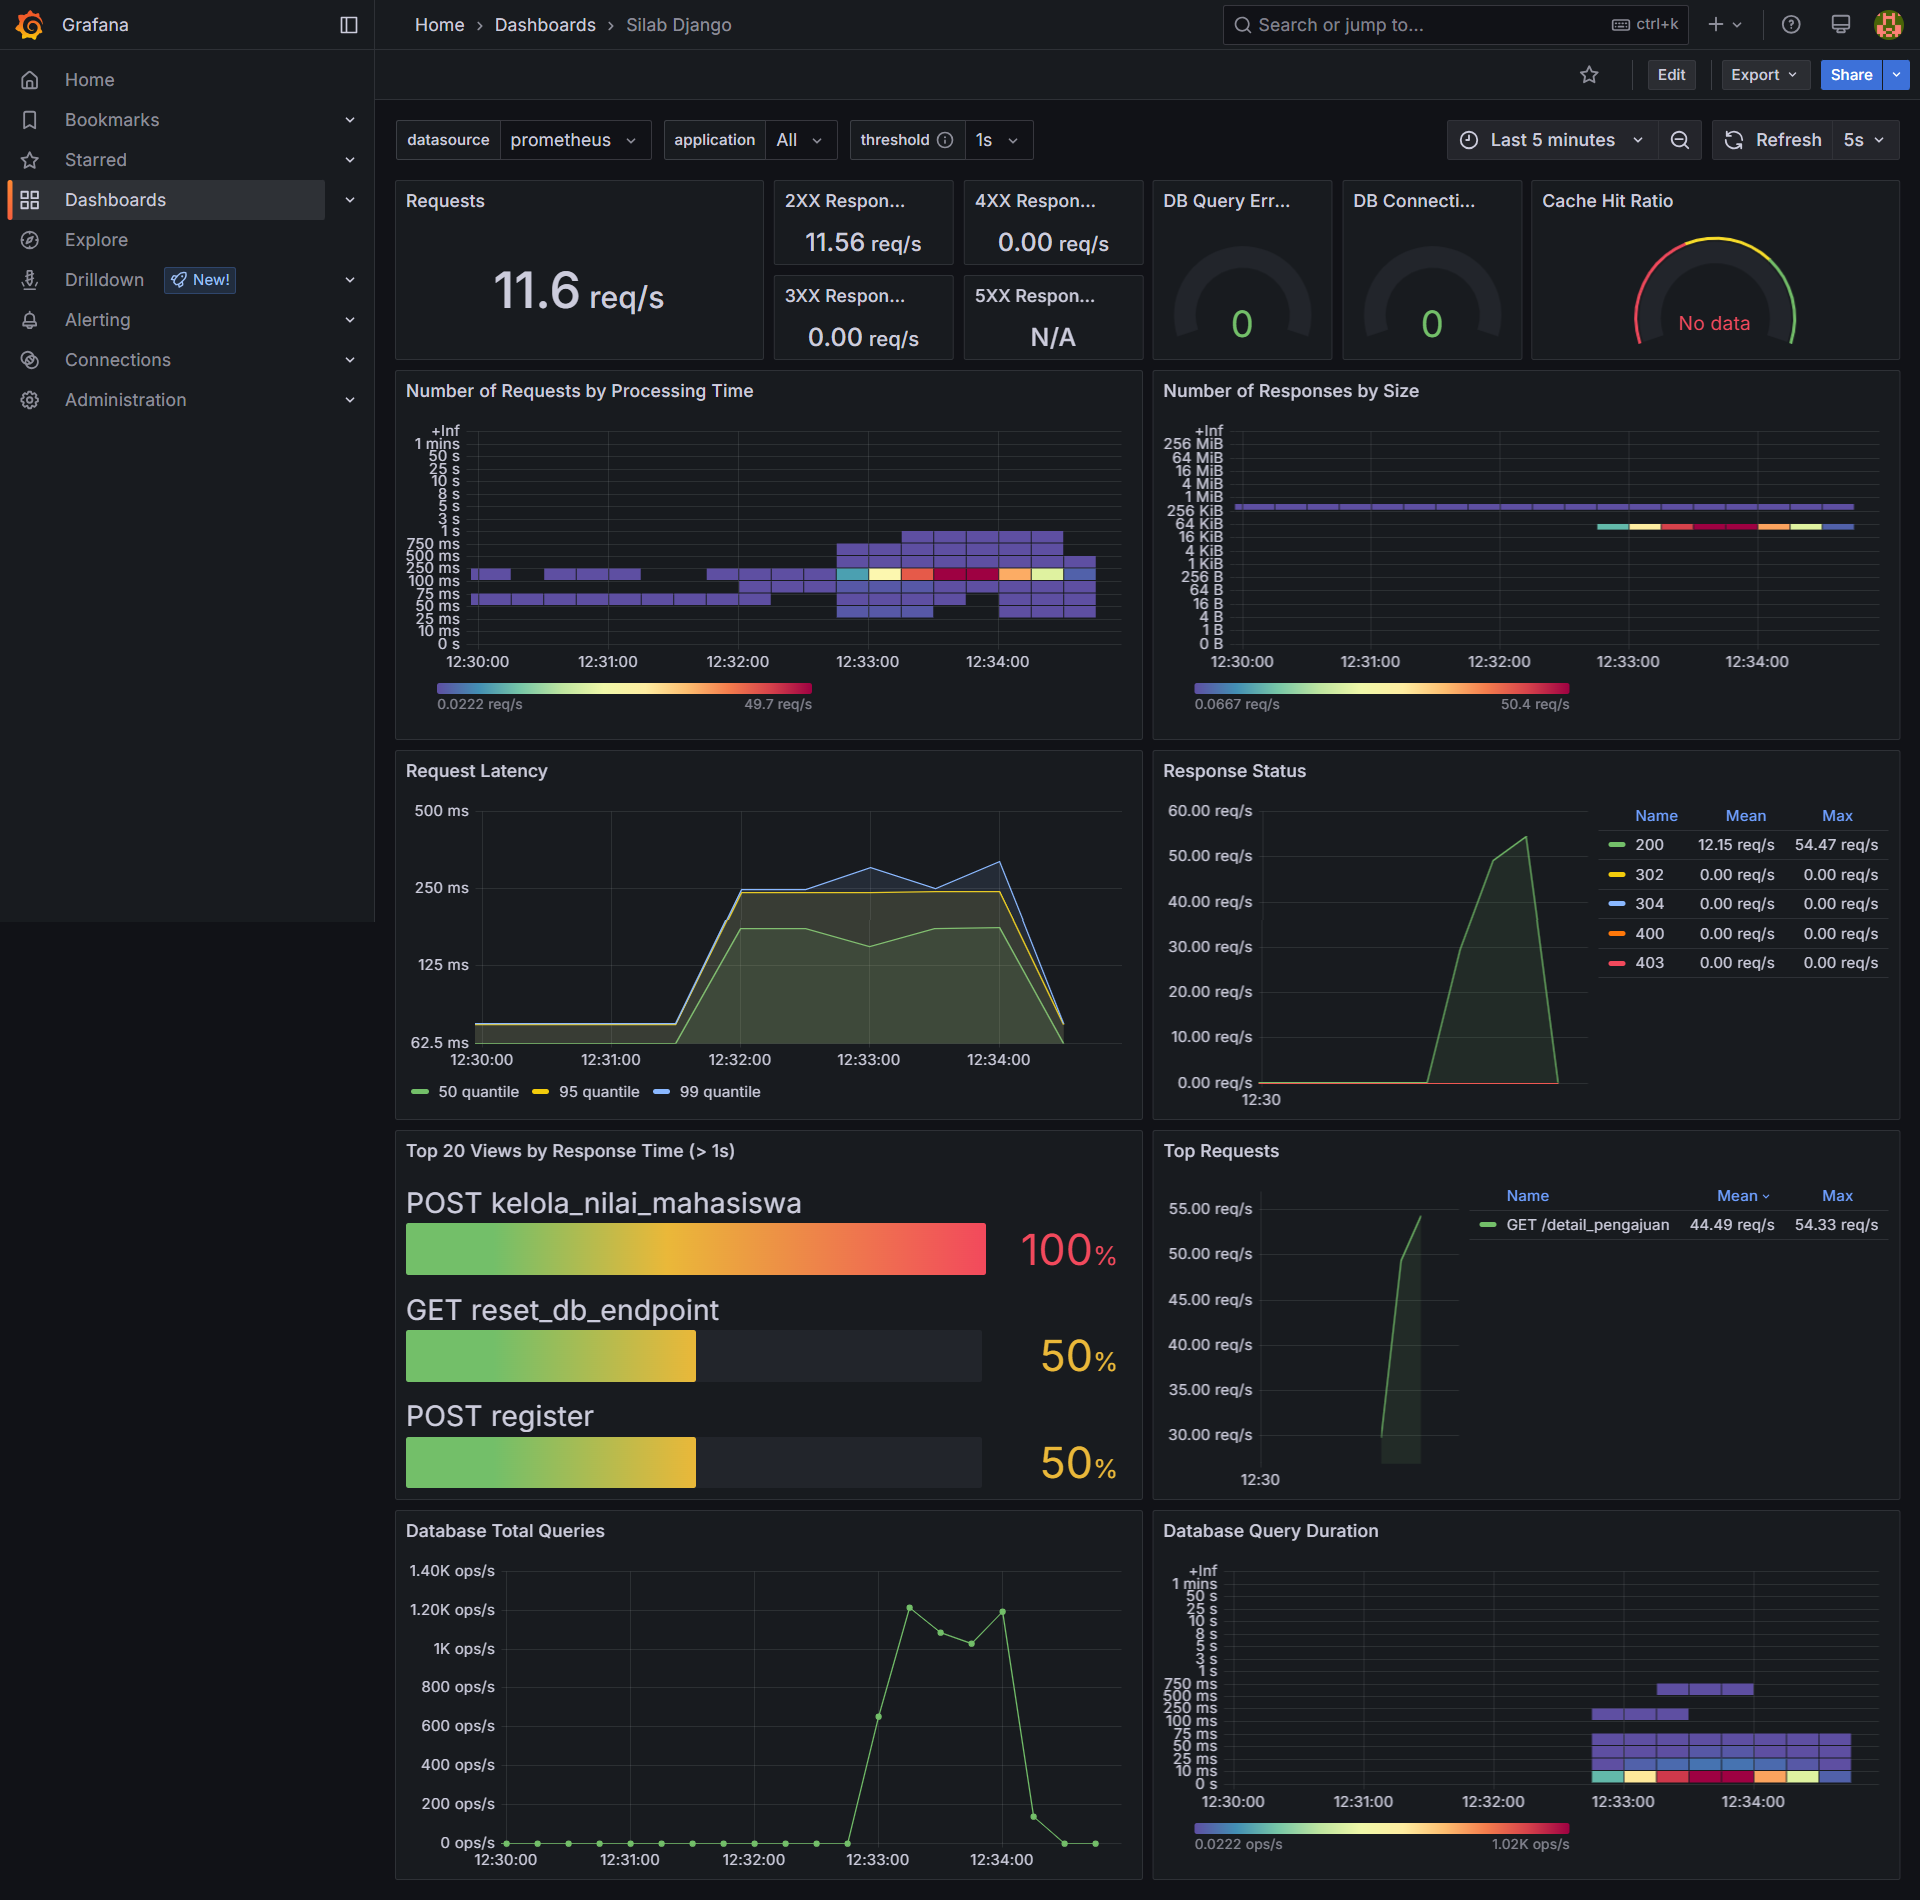 Grafana
Home › Dashboards › Silab Django
Search or jump to... ctrl+k
Home
Bookmarks
Starred
Dashboards
Explore
Drilldown New!
Alerting
Connections
Administration
Edit Export Share
datasource prometheus application All threshold 1s Last 5 minutes Refresh 5s
Requests
11.6 req/s
2XX Respon...
11.56 req/s
4XX Respon...
0.00 req/s
3XX Respon...
0.00 req/s
5XX Respon...
N/A
DB Query Err...
0
DB Connecti...
0
Cache Hit Ratio
No data
Number of Requests by Processing Time
+Inf
1 mins
50 s
25 s
10 s
8 s
5 s
3 s
1 s
750 ms
500 ms
250 ms
100 ms
75 ms
50 ms
25 ms
10 ms
0 s
12:30:00 12:31:00 12:32:00 12:33:00 12:34:00
0.0222 req/s 49.7 req/s
Number of Responses by Size
+Inf
256 MiB
64 MiB
16 MiB
4 MiB
1 MiB
256 KiB
64 KiB
16 KiB
4 KiB
1 KiB
256 B
64 B
16 B
4 B
1 B
0 B
12:30:00 12:31:00 12:32:00 12:33:00 12:34:00
0.0667 req/s 50.4 req/s
Request Latency
500 ms
250 ms
125 ms
62.5 ms
12:30:00 12:31:00 12:32:00 12:33:00 12:34:00
50 quantile 95 quantile 99 quantile
Response Status
60.00 req/s
50.00 req/s
40.00 req/s
30.00 req/s
20.00 req/s
10.00 req/s
0.00 req/s
12:30
Name Mean Max
200 12.15 req/s 54.47 req/s
302 0.00 req/s 0.00 req/s
304 0.00 req/s 0.00 req/s
400 0.00 req/s 0.00 req/s
403 0.00 req/s 0.00 req/s
Top 20 Views by Response Time (> 1s)
POST kelola_nilai_mahasiswa
100%
GET reset_db_endpoint
50%
POST register
50%
Top Requests
55.00 req/s
50.00 req/s
45.00 req/s
40.00 req/s
35.00 req/s
30.00 req/s
12:30
Name Mean Max
GET /detail_pengajuan 44.49 req/s 54.33 req/s
Database Total Queries
1.40K ops/s
1.20K ops/s
1K ops/s
800 ops/s
600 ops/s
400 ops/s
200 ops/s
0 ops/s
12:30:00 12:31:00 12:32:00 12:33:00 12:34:00
Database Query Duration
+Inf
1 mins
50 s
25 s
10 s
8 s
5 s
3 s
1 s
750 ms
500 ms
250 ms
100 ms
75 ms
50 ms
25 ms
10 ms
0 s
12:30:00 12:31:00 12:32:00 12:33:00 12:34:00
0.0222 ops/s 1.02K ops/s